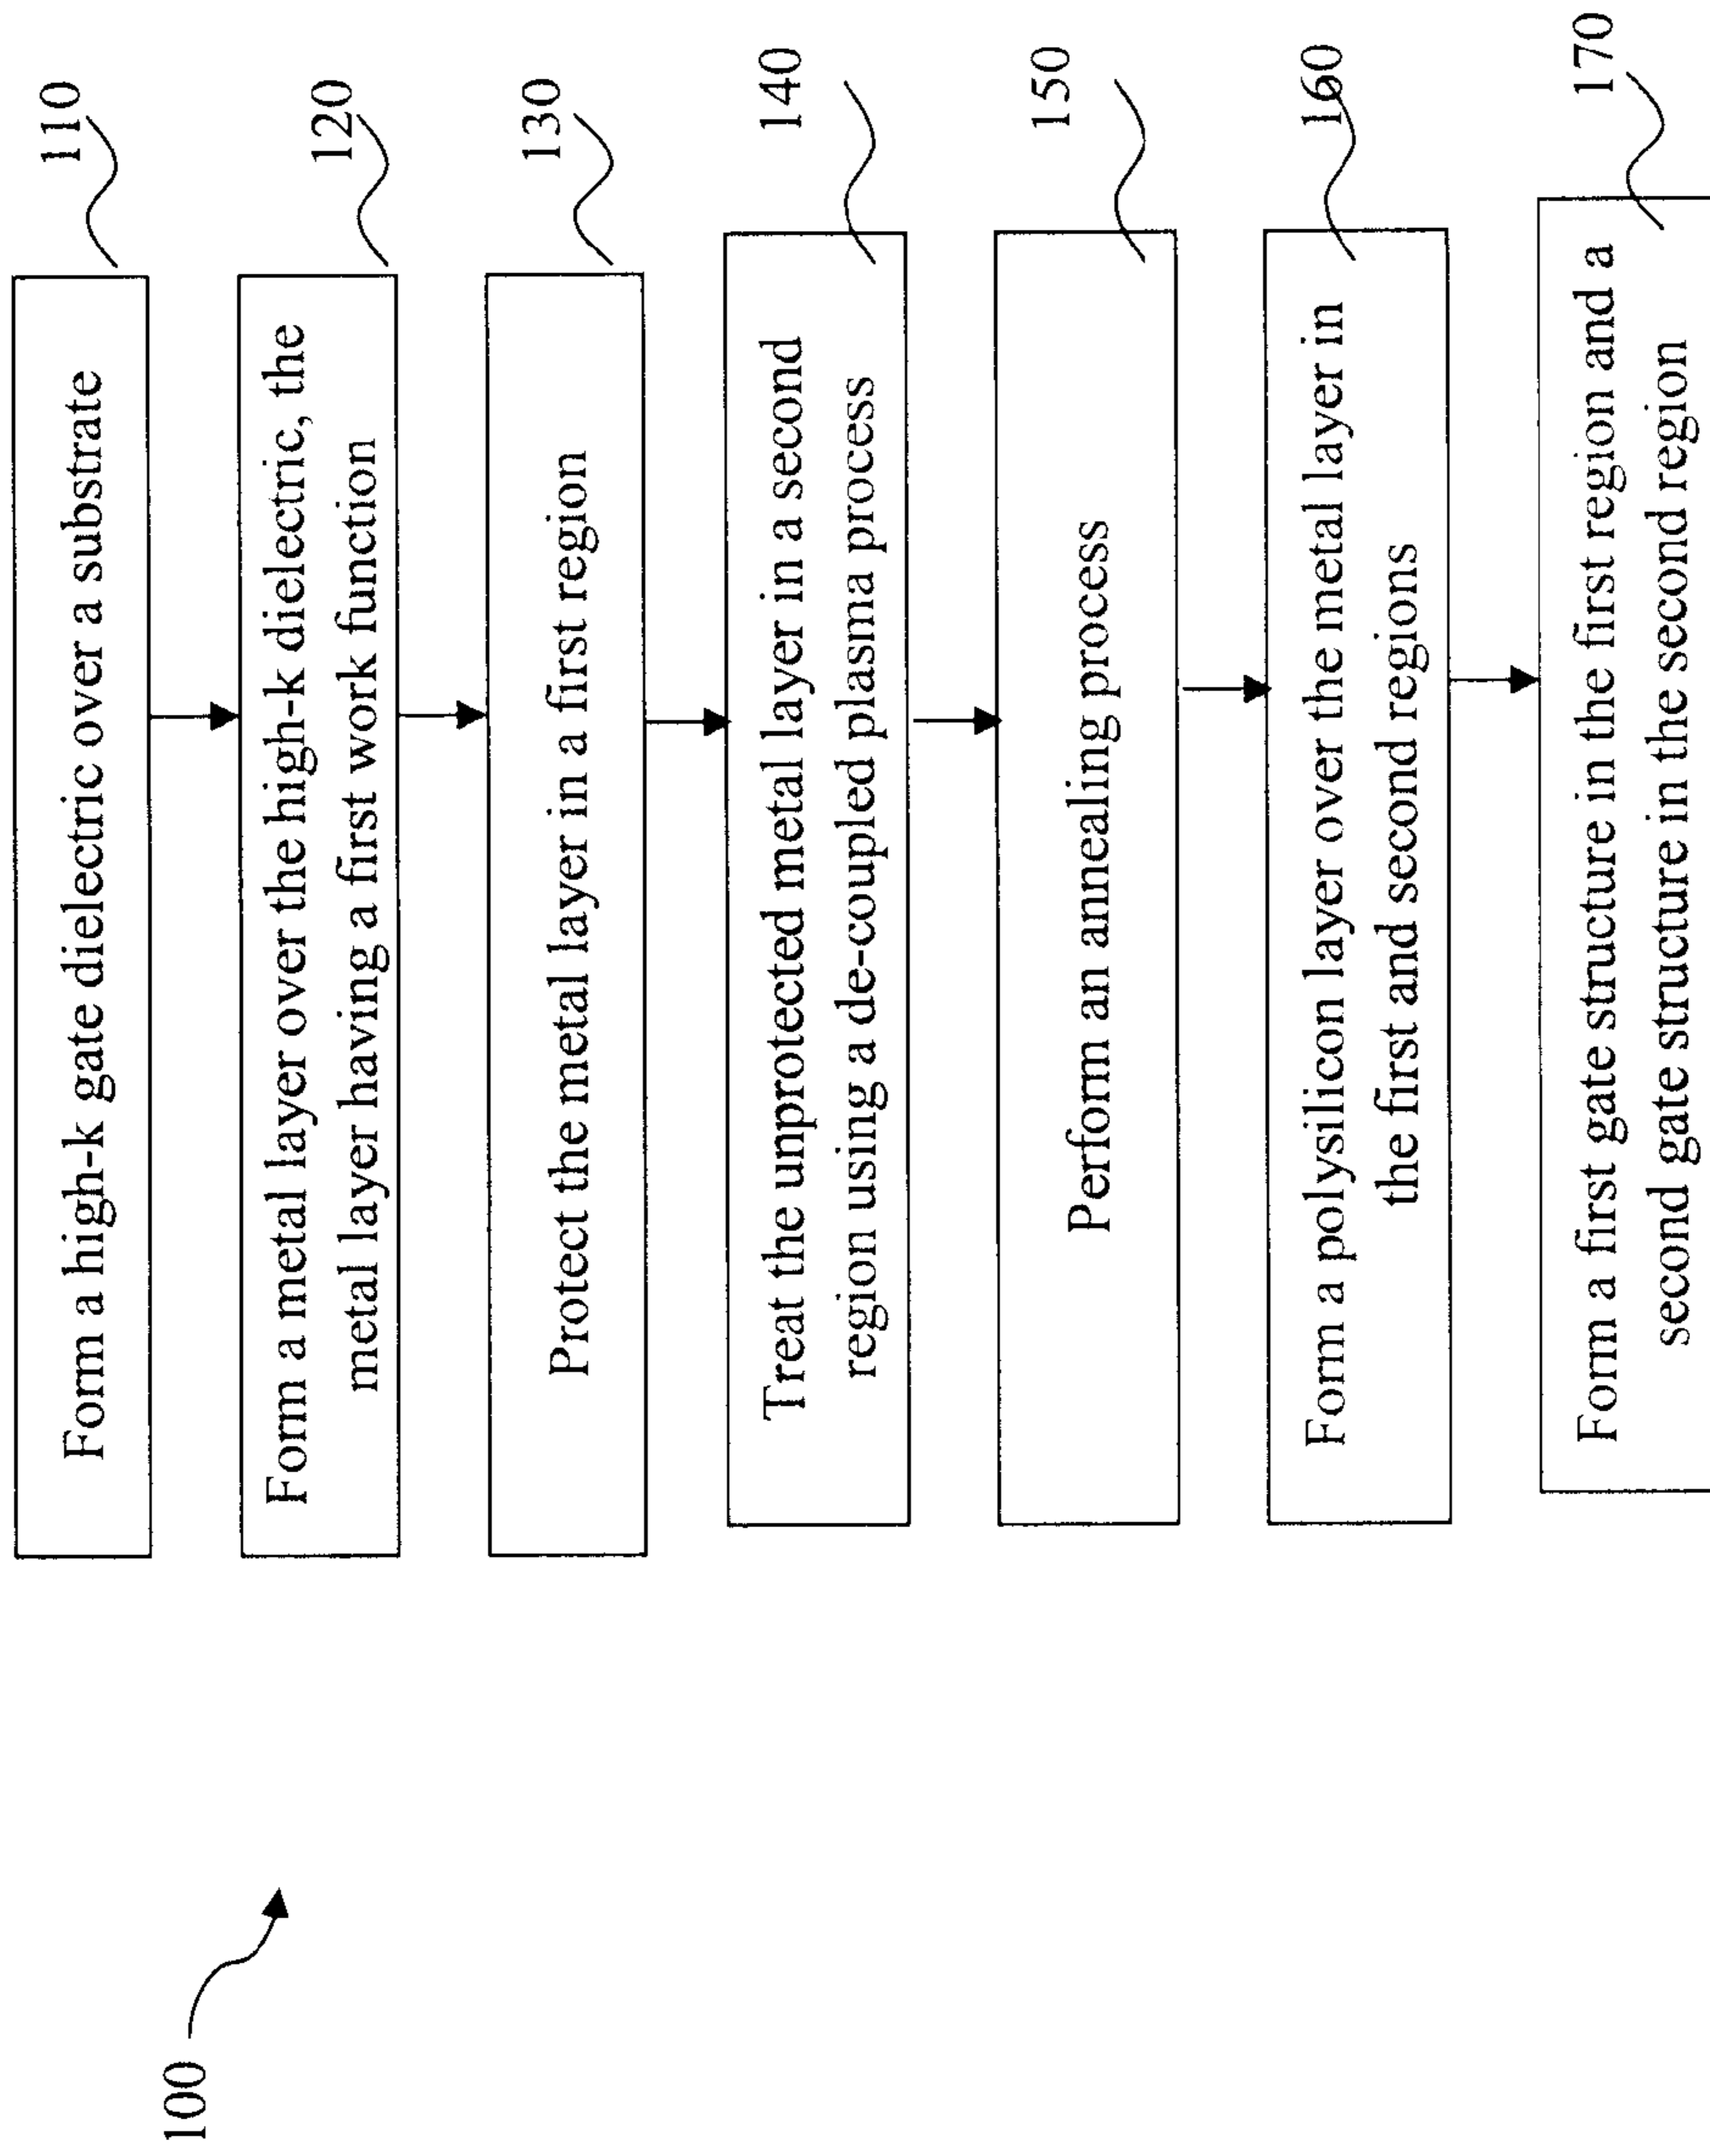 100
110
Form a high-k gate dielectric over a substrate
120
Form a metal layer over the high-k dielectric, the
metal layer having a first work function
130
Protect the metal layer in a first region
140
Treat the unprotected metal layer in a second
region using a de-coupled plasma process
150
Perform an annealing process
160
Form a polysilicon layer over the metal layer in
the first and second regions
170
Form a first gate structure in the first region and a
second gate structure in the second region